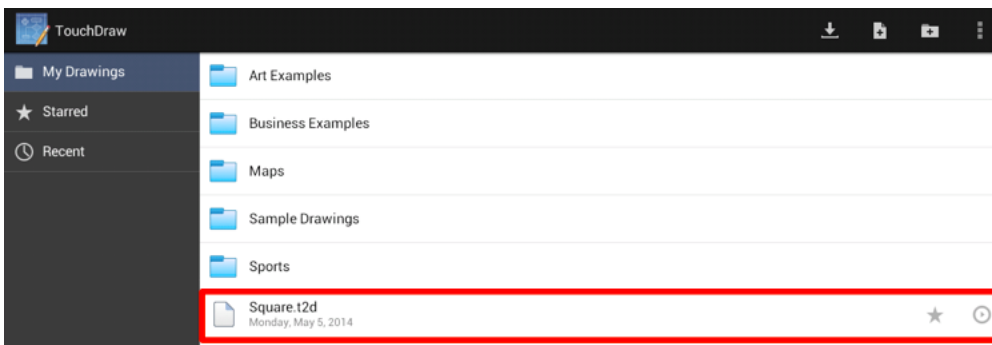 TouchDraw
My Drawings
Starred
Recent
Art Examples
Business Examples
Maps
Sample Drawings
Sports
Square.t2d
Monday, May 5, 2014